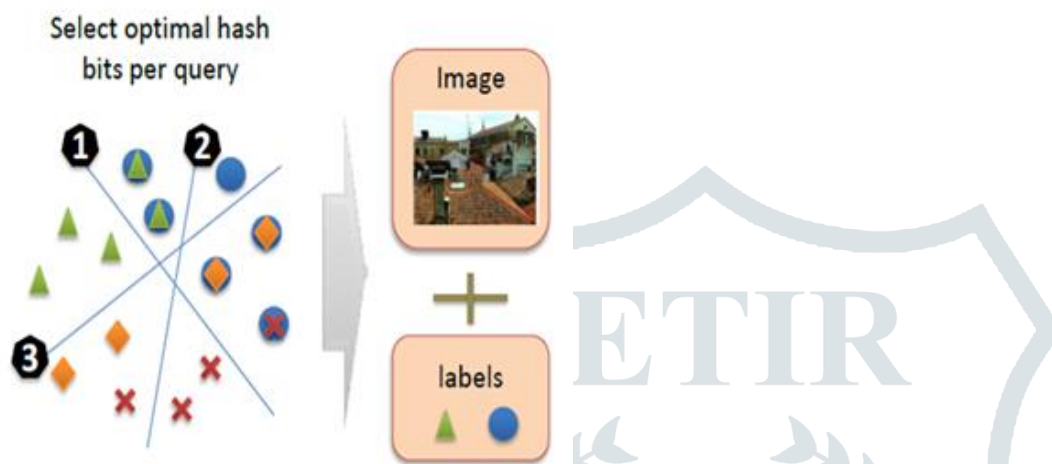 Select optimal hash
bits per query
1
2
3
Image
labels
ETIR